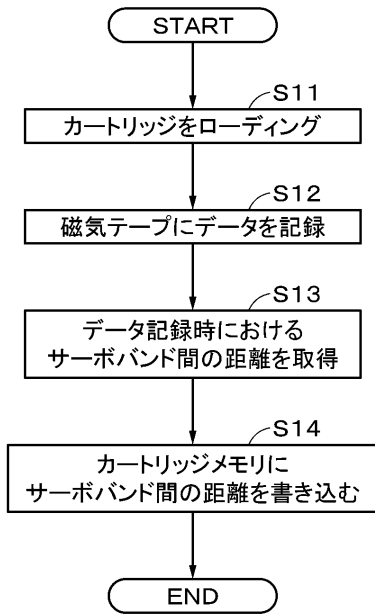 START
S11
カートリッジをローディング
S12
磁気テープにデータを記録
S13
データ記録時における
サーボバンド間の距離を取得
S14
カートリッジメモリに
サーボバンド間の距離を書き込む
END